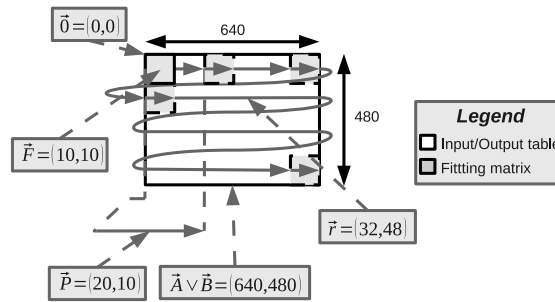 0⃗=(0,0)
640
480
Legend
Input/Output table
Fittting matrix
F⃗=(10,10)
r⃗=(32,48)
P⃗=(20,10)
A⃗∨B⃗=(640,480)